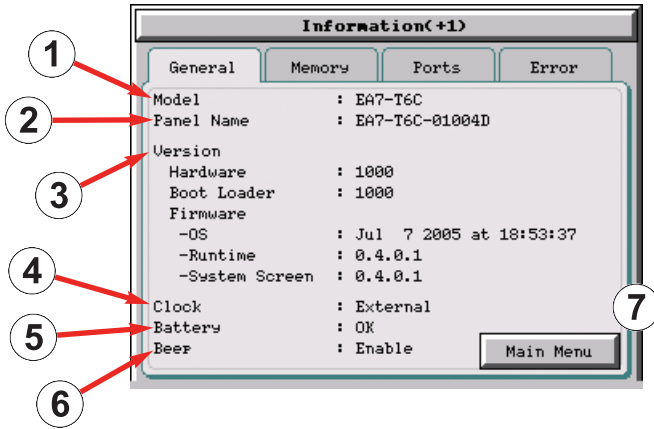 Information(+1)
General Memory Ports Error
1 Model : EA7-T6C
2 Panel Name : EA7-T6C-01004D
3 Version
Hardware : 1000
Boot Loader : 1000
Firmware
-OS : Jul 7 2005 at 18:53:37
-Runtime : 0.4.0.1
-System Screen : 0.4.0.1
4 Clock : External
5 Battery : OK
6 Beep : Enable
7 Main Menu